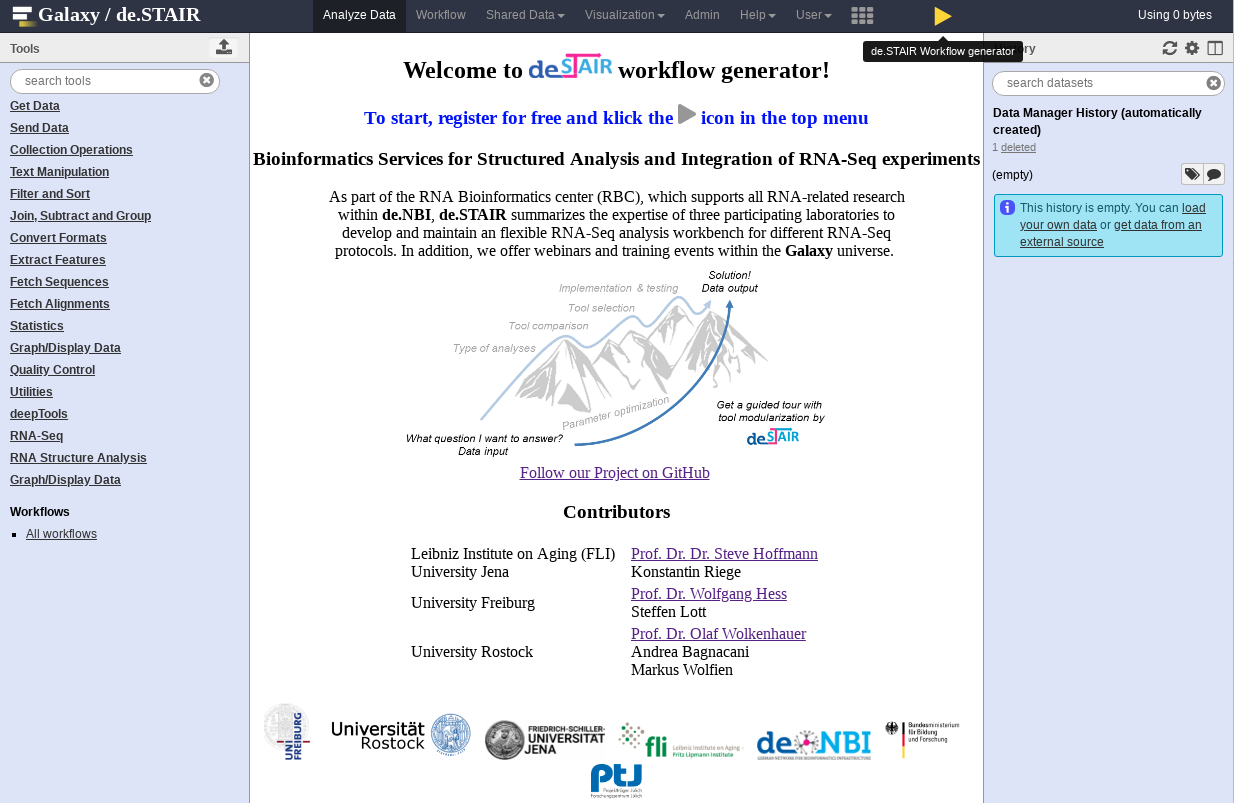 Galaxy / de.STAIR
Analyze Data
Workflow
Shared Data
Visualization
Admin
Help
User
Using 0 bytes
de.STAIR Workflow generator
Tools
search tools
Get Data
Send Data
Collection Operations
Text Manipulation
Filter and Sort
Join, Subtract and Group
Convert Formats
Extract Features
Fetch Sequences
Fetch Alignments
Statistics
Graph/Display Data
Quality Control
Utilities
deepTools
RNA-Seq
RNA Structure Analysis
Graph/Display Data
Workflows
All workflows
Welcome to deSTAIR workflow generator!
To start, register for free and klick the icon in the top menu
Bioinformatics Services for Structured Analysis and Integration of RNA-Seq experiments
As part of the RNA Bioinformatics center (RBC), which supports all RNA-related research
within de.NBI, de.STAIR summarizes the expertise of three participating laboratories to
develop and maintain an flexible RNA-Seq analysis workbench for different RNA-Seq
protocols. In addition, we offer webinars and training events within the Galaxy universe.
Solution!
Data output
Implementation & testing
Tool selection
Tool comparison
Type of analyses
Parameter optimization
Get a guided tour with
tool modularization by
deSTAIR
What question I want to answer?
Data input
Follow our Project on GitHub
Contributors
Leibniz Institute on Aging (FLI)
University Jena
Prof. Dr. Dr. Steve Hoffmann
Konstantin Riege
University Freiburg
Prof. Dr. Wolfgang Hess
Steffen Lott
University Rostock
Prof. Dr. Olaf Wolkenhauer
Andrea Bagnacani
Markus Wolfien
UNI
FREIBURG
Universität
Rostock
FRIEDRICH-SCHILLER-
UNIVERSITÄT
JENA
fli
Leibniz Institute on Aging -
Fritz Lipmann Institute
de.NBI
GERMAN NETWORK FOR BIOINFORMATICS INFRASTRUCTURE
Bundesministerium
für Bildung
und Forschung
PtJ
Projektträger Jülich
Forschungszentrum Jülich
ory
search datasets
Data Manager History (automatically
created)
1 deleted
(empty)
This history is empty. You can load
your own data or get data from an
external source